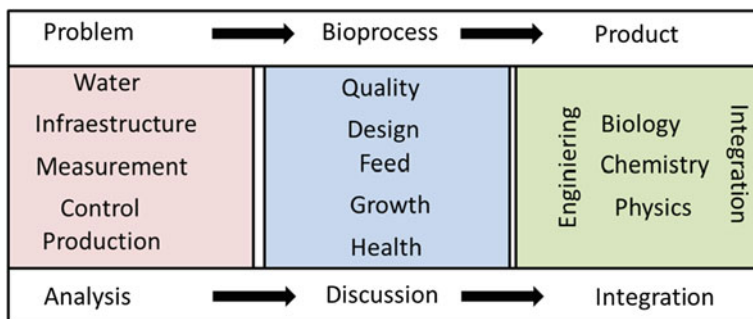 Problem Bioprocess Product
Water
Infraestructure
Measurement
Control
Production
Quality
Design
Feed
Growth
Health
Enginiering
Biology
Chemistry
Physics
Integration
Analysis Discussion Integration